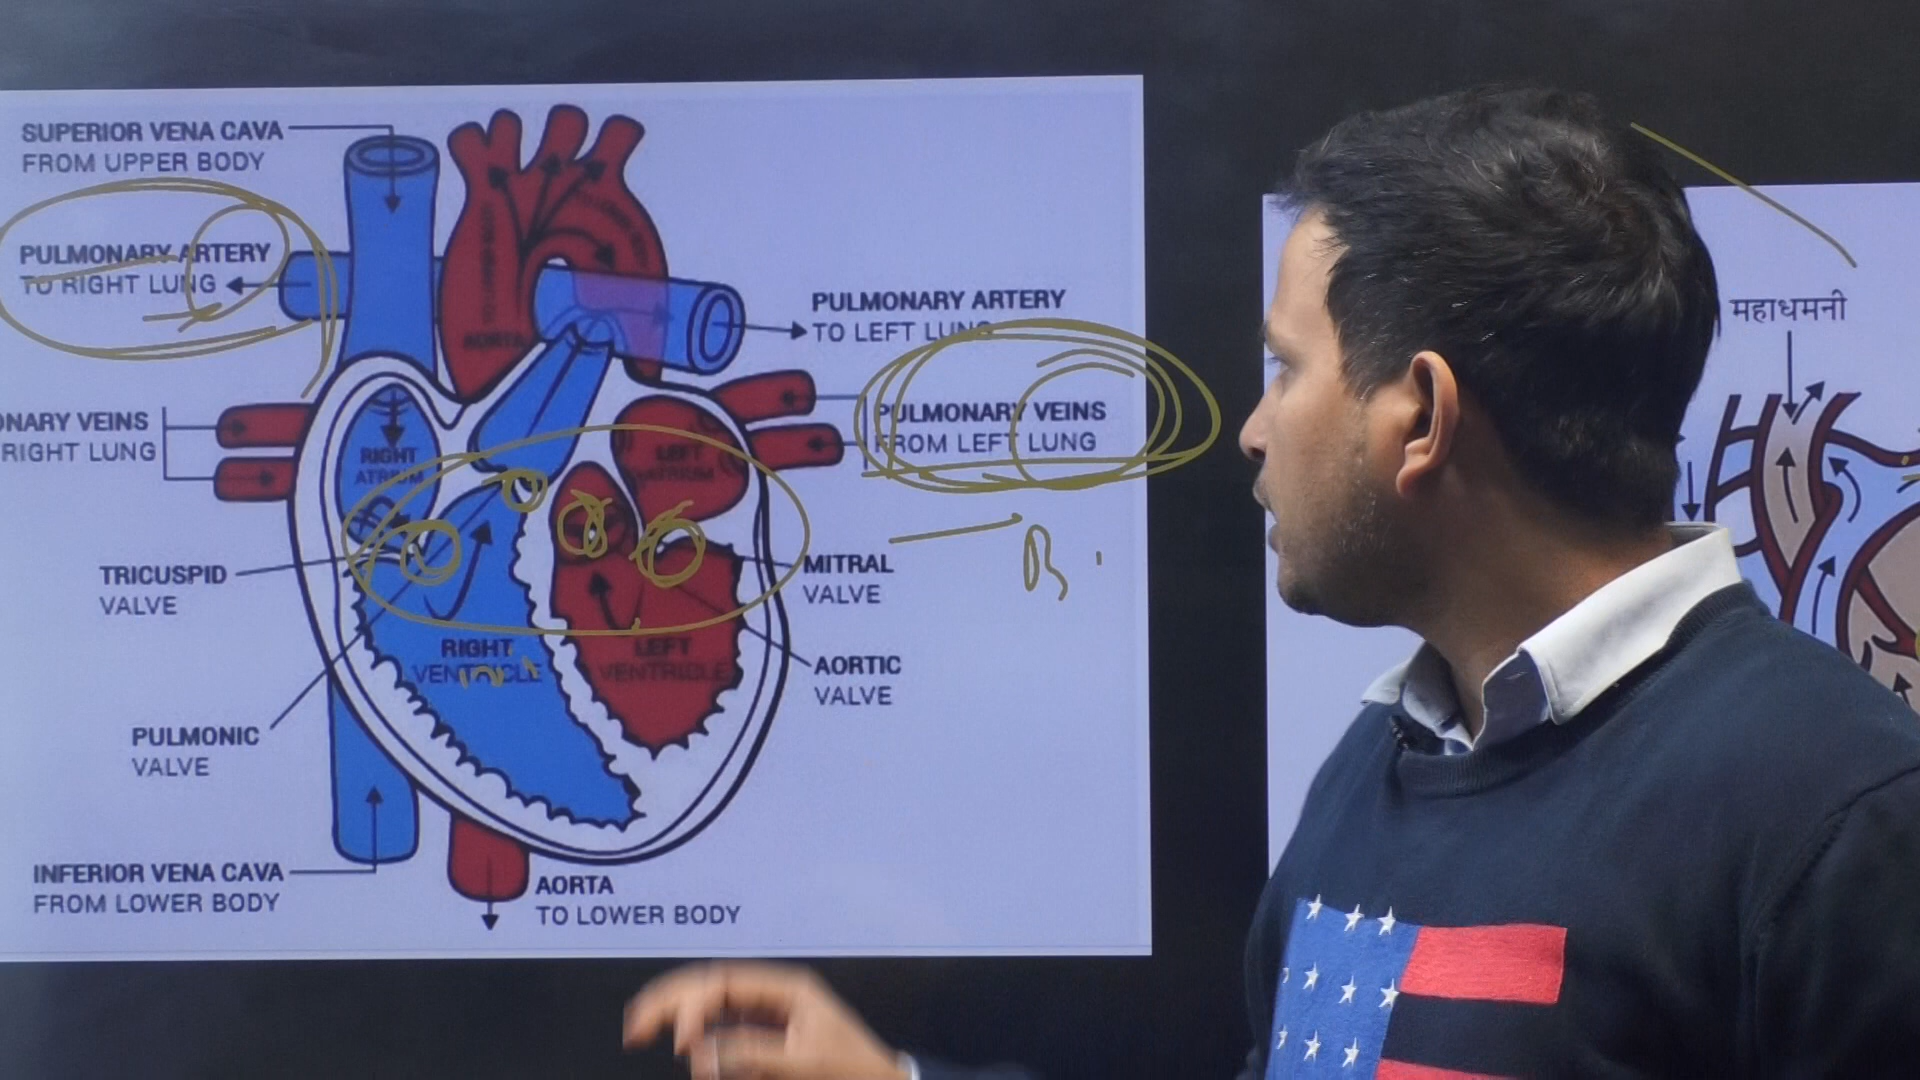 SUPERIOR VENA CAVA
FROM UPPER BODY
PULMONARY ARTERY
TO RIGHT LUNG
ONARY VEINS
RIGHT LUNG
TRICUSPID
VALVE
PULMONIC
VALVE
INFERIOR VENA CAVA
FROM LOWER BODY
AORTA
RIGHT
ATRIUM
LEFT
ATRIUM
RIGHT
VENTRICLE
LEFT
VENTRICLE
AORTA
TO LOWER BODY
PULMONARY ARTERY
TO LEFT LUNG
PULMONARY VEINS
FROM LEFT LUNG
MITRAL
VALVE
AORTIC
VALVE
महाधमनी